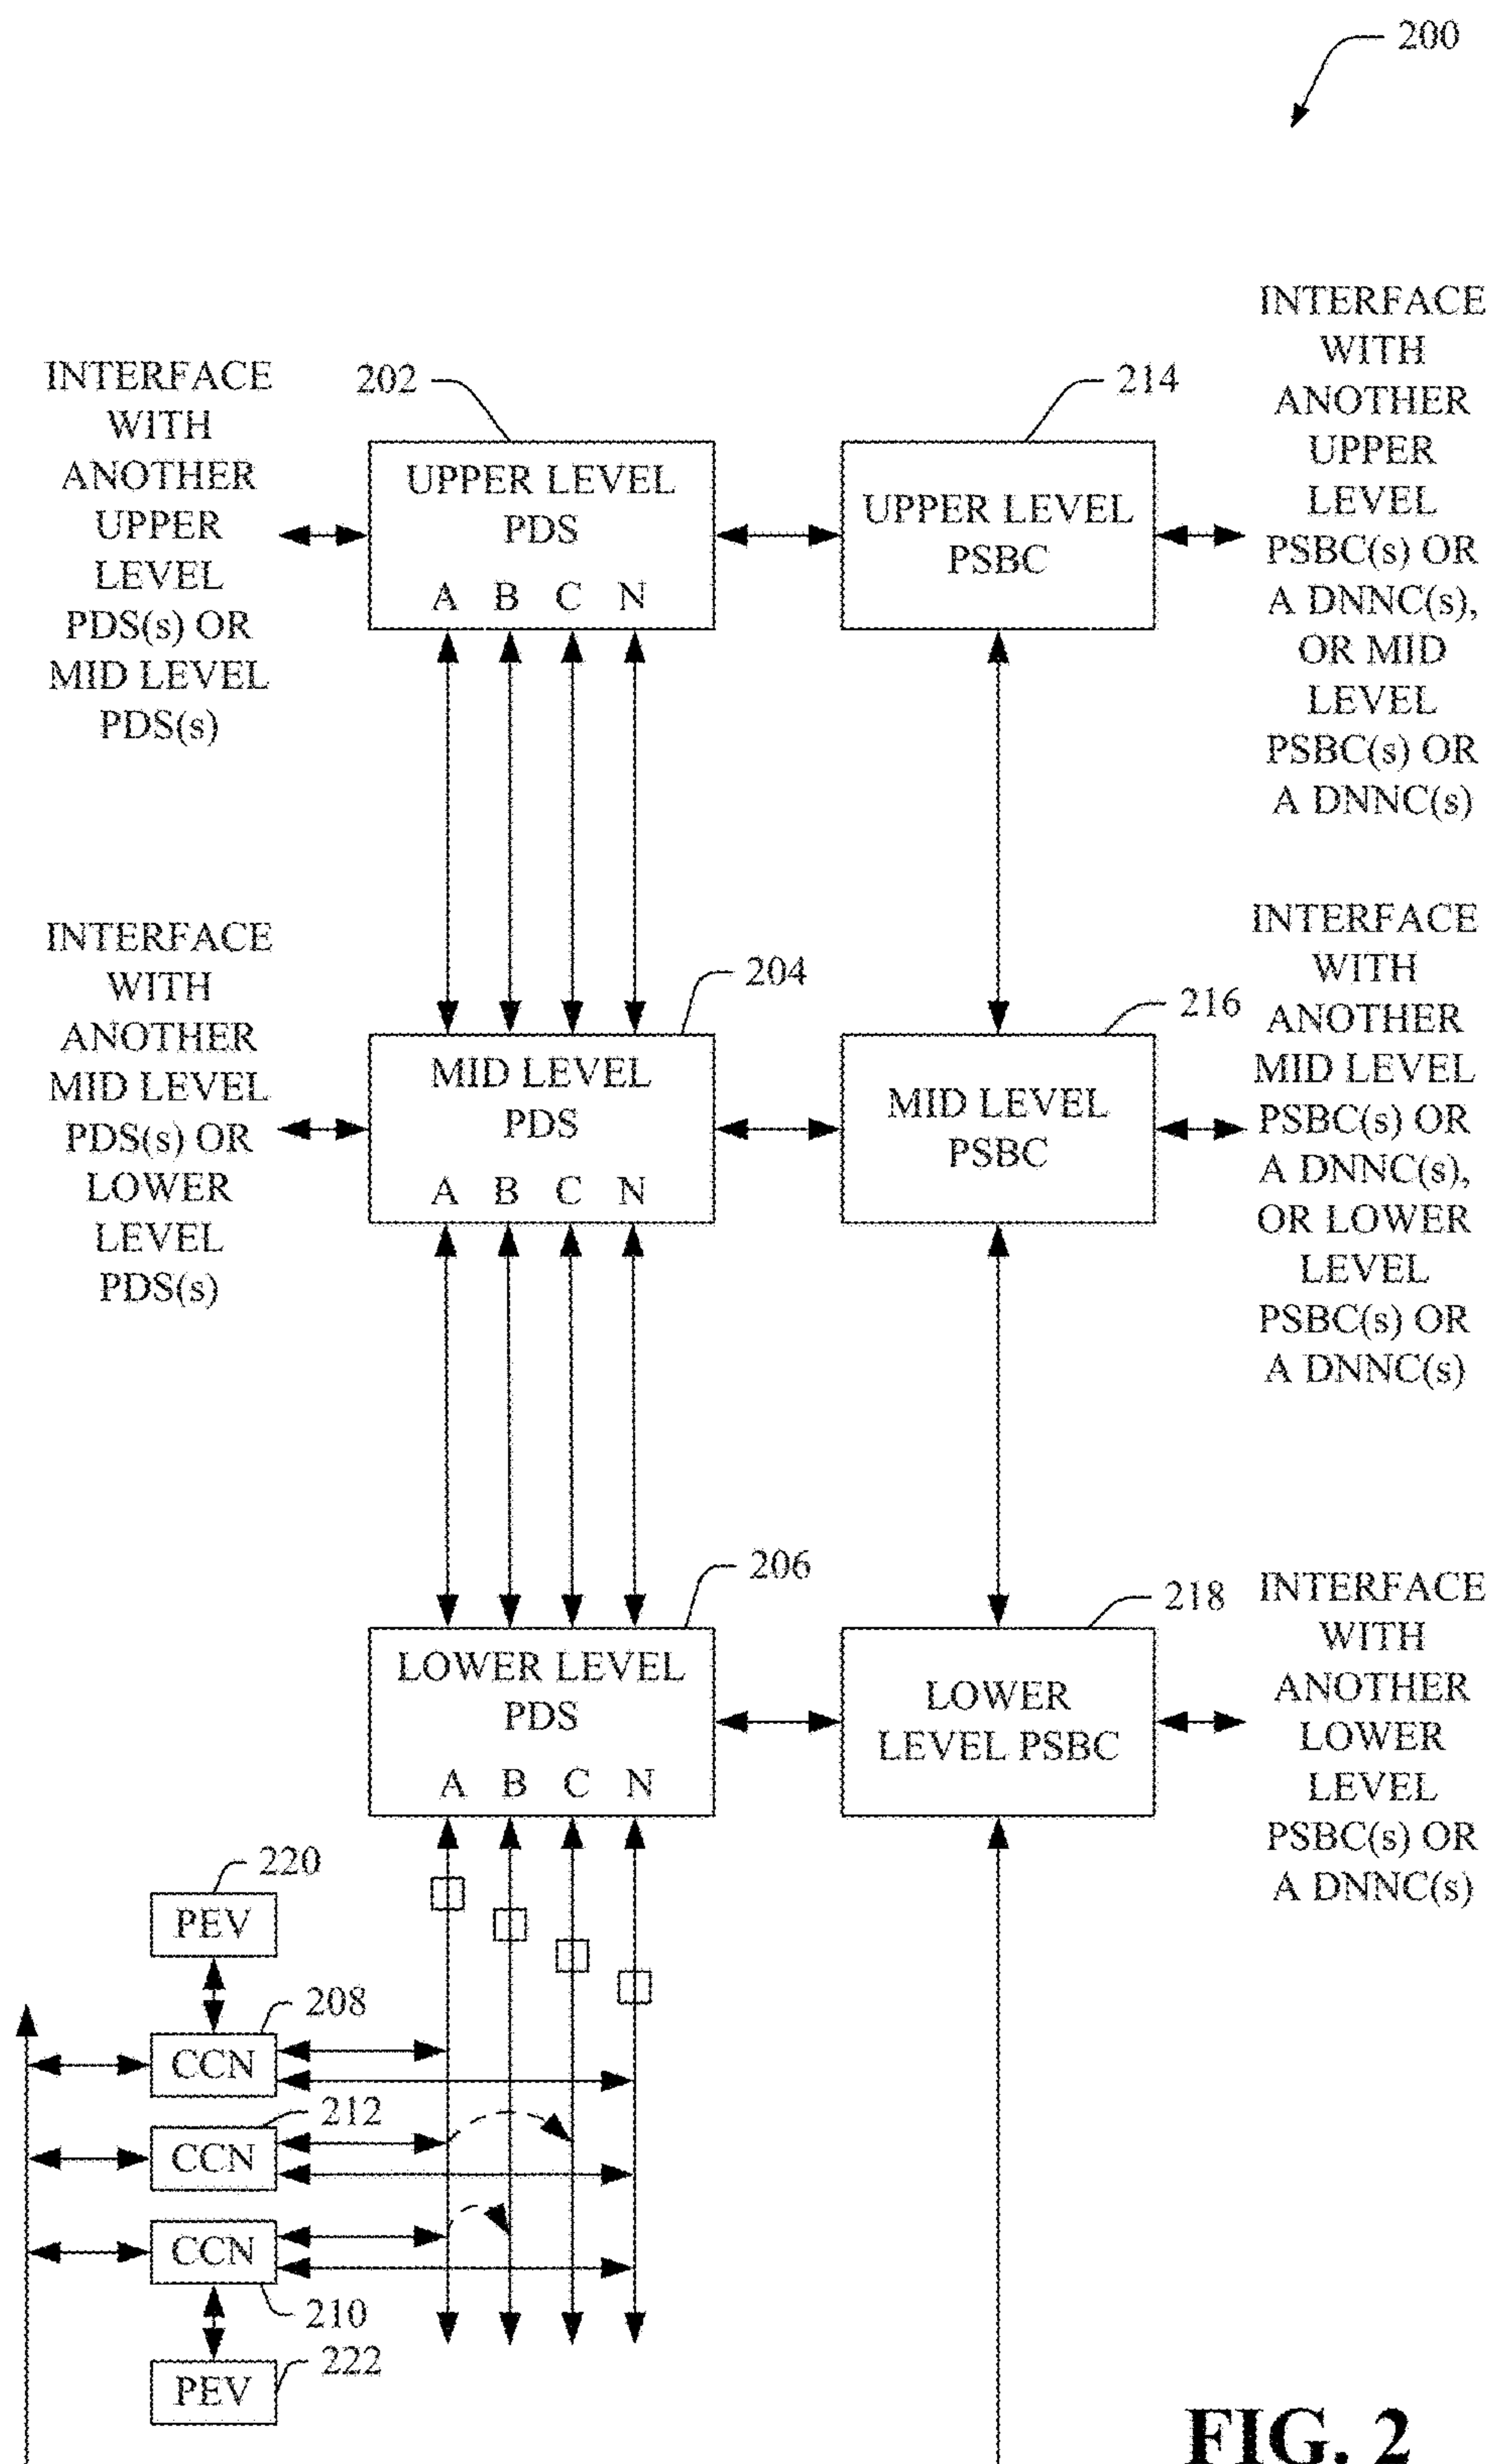 200
INTERFACE
WITH
ANOTHER
UPPER
LEVEL
PDS(s) OR
MID LEVEL
PDS(s)
202
UPPER LEVEL
PDS
A B C N
214
UPPER LEVEL
PSBC
INTERFACE
WITH
ANOTHER
UPPER
LEVEL
PSBC(s) OR
A DNNC(s),
OR MID
LEVEL
PSBC(s) OR
A DNNC(s)
INTERFACE
WITH
ANOTHER
MID LEVEL
PDS(s) OR
LOWER
LEVEL
PDS(s)
204
MID LEVEL
PDS
A B C N
216
MID LEVEL
PSBC
INTERFACE
WITH
ANOTHER
MID LEVEL
PSBC(s) OR
A DNNC(s),
OR LOWER
LEVEL
PSBC(s) OR
A DNNC(s)
206
LOWER LEVEL
PDS
A B C N
218
LOWER
LEVEL PSBC
INTERFACE
WITH
ANOTHER
LOWER
LEVEL
PSBC(s) OR
A DNNC(s)
220
PEV
208
CCN
212
CCN
CCN
210
222
PEV
FIG. 2